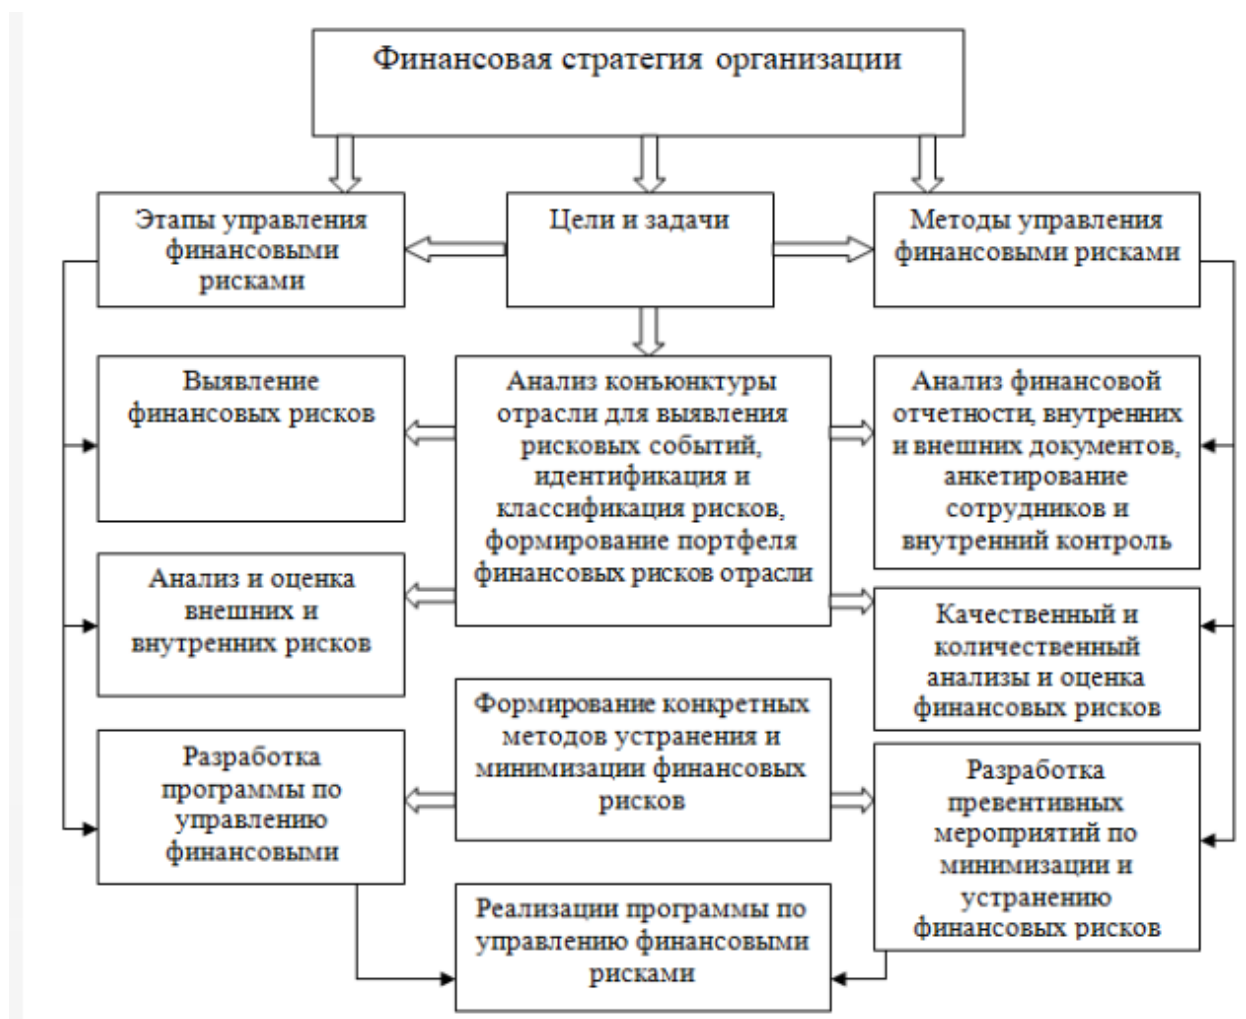 Финансовая стратегия организации
Этапы управления
финансовыми
рисками
Цели и задачи
Методы управления
финансовыми рисками
Выявление
финансовых рисков
Анализ конъюнктуры
отрасли для выявления
рисковых событий,
идентификация и
классификация рисков,
формирование портфеля
финансовых рисков отрасли
Анализ финансовой
отчетности, внутренних
и внешних документов,
анкетирование
сотрудников и
внутренний контроль
Анализ и оценка
внешних и
внутренних рисков
Качественный и
количественный
анализы и оценка
финансовых рисков
Формирование конкретных
методов устранения и
минимизации финансовых
рисков
Разработка
программы по
управлению
финансовыми
Разработка
превентивных
мероприятий по
минимизации и
устранению
финансовых рисков
Реализации программы по
управлению финансовыми
рисками